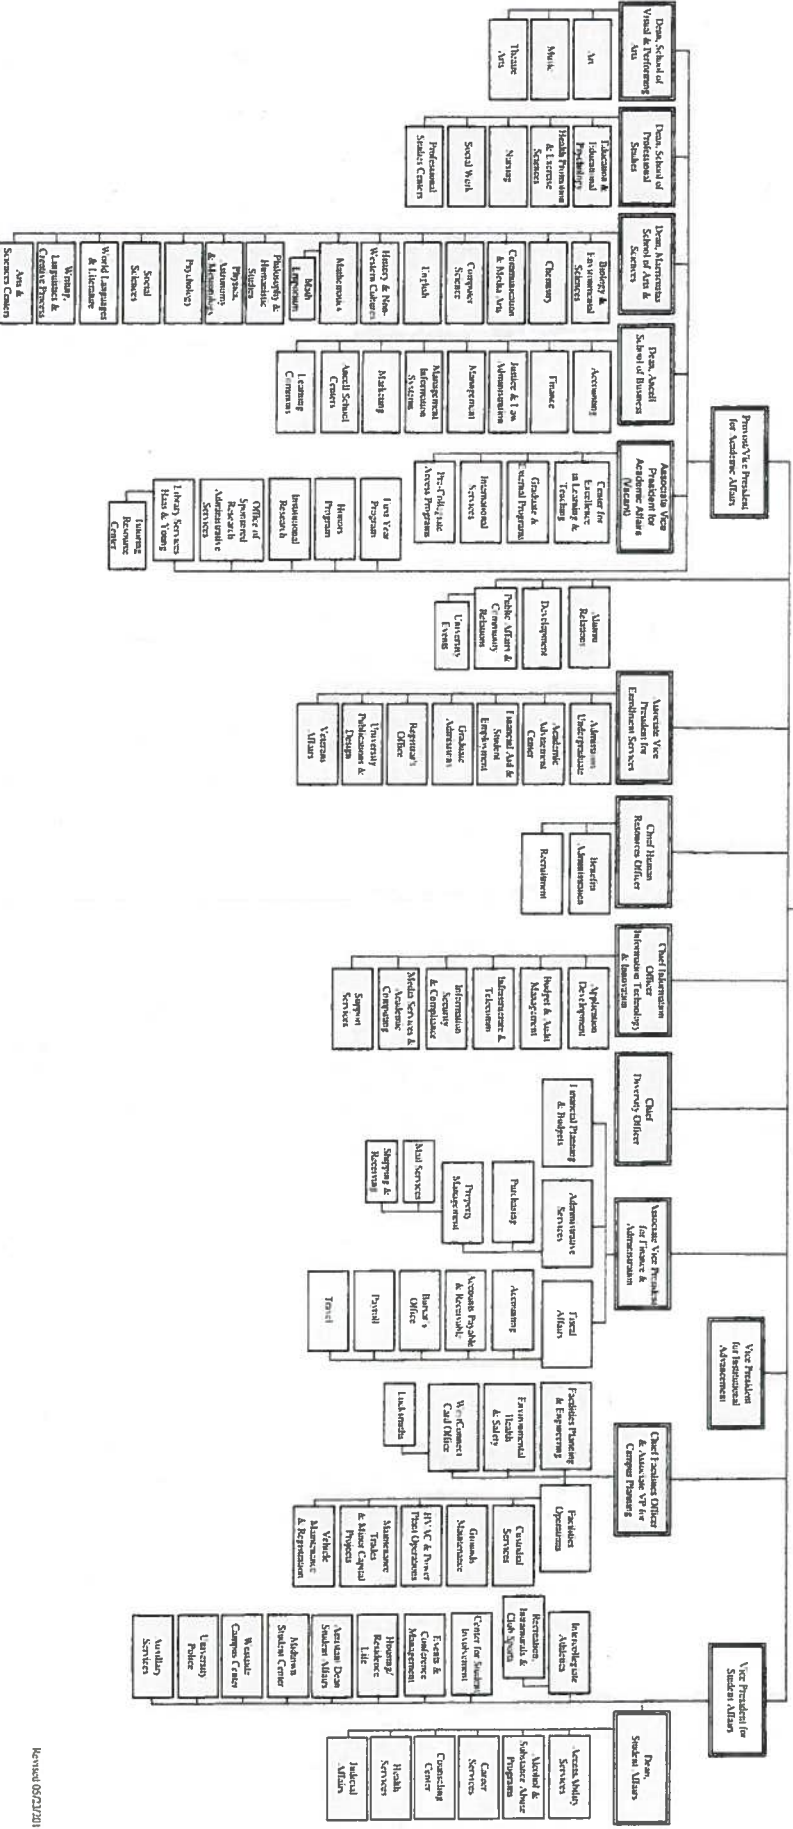 Provost/Vice President
for Academic Affairs
Vice President
for Institutional
Advancement
Vice President for
Student Affairs
Dean, School of
Visual & Performing
Arts
Art
Music
Theatre
Arts
Dean, School of
Professional
Studies
Education &
Educational
Psychology
Health Promotion
& Exercise
Sciences
Nursing
Social Work
Professional
Studies Centers
Dean, Macricostas
School of Arts &
Sciences
Biology &
Environmental
Sciences
Chemistry
Communication
& Media Arts
Computer
Science
English
History & Non-
Western Cultures
Mathematics
Math
Emporium
Philosophy &
Humanistic
Studies
Physics,
Astronomy
& Meteorology
Psychology
Social
Sciences
World Languages
& Literature
Writing,
Linguistics &
Creative Process
Arts &
Sciences Centers
Dean, Ancell
School of Business
Accounting
Finance
Justice & Law
Administration
Management
Management
Information
Systems
Marketing
Ancell School
Centers
Learning
Commons
Associate Vice
President for
Academic Affairs
(Vacant)
Center for
Excellence
in Learning &
Teaching
Graduate &
External Programs
International
Services
Pre-Collegiate
Access Programs
First Year
Program
Honors
Program
Institutional
Research
Office of
Sponsored
Research
Administrative
Services
Library Services
Haas & Young
Tutoring
Resource
Center
Alumni
Relations
Development
Public Affairs &
Community
Relations
University
Events
Associate Vice
President for
Enrollment Services
Admissions
Undergraduate
Academic
Advisement
Center
Financial Aid &
Student
Employment
Graduate
Admissions
Registrar's
Office
University
Publications &
Design
Veterans
Affairs
Chief Human
Resources Officer
Benefits
Administration
Recruitment
Chief Information
Officer
Information Technology
& Innovation
Application
Development
Budget & Asset
Management
Infrastructure &
Telecomm
Information
Security
& Compliance
Media Services &
Academic
Computing
Support
Services
Chief
Diversity Officer
Associate Vice President
for Finance &
Administration
Financial Planning
& Budgets
Administrative
Services
Purchasing
Property
Management
Mail Services
Shipping &
Receiving
Fiscal
Affairs
Accounting
Accounts Payable
& Receivable
Bursar's
Office
Payroll
Travel
Chief Facilities Officer
& Associate VP for
Campus Planning
Facilities Planning
& Engineering
Environmental
Health
& Safety
WestConnect
Card Office
Locksmiths
Facilities
Operations
Custodial
Services
Grounds
Maintenance
HVAC & Power
Plant Operations
Maintenance
Trades
& Minor Capital
Projects
Vehicle
Maintenance
& Registration
Intercollegiate
Athletics
Recreation,
Intramurals &
Club Sports
Center for Student
Involvement
Events &
Conference
Management
Housing/
Residence
Life
Assistant Dean
Student Affairs
Midtown
Student Center
Westside
Campus Center
University
Police
Auxiliary
Services
Dean,
Student Affairs
AccessAbility
Services
Alcohol &
Substance Abuse
Programs
Career
Services
Counseling
Center
Health
Services
Judicial
Affairs
Revised 05/23/201